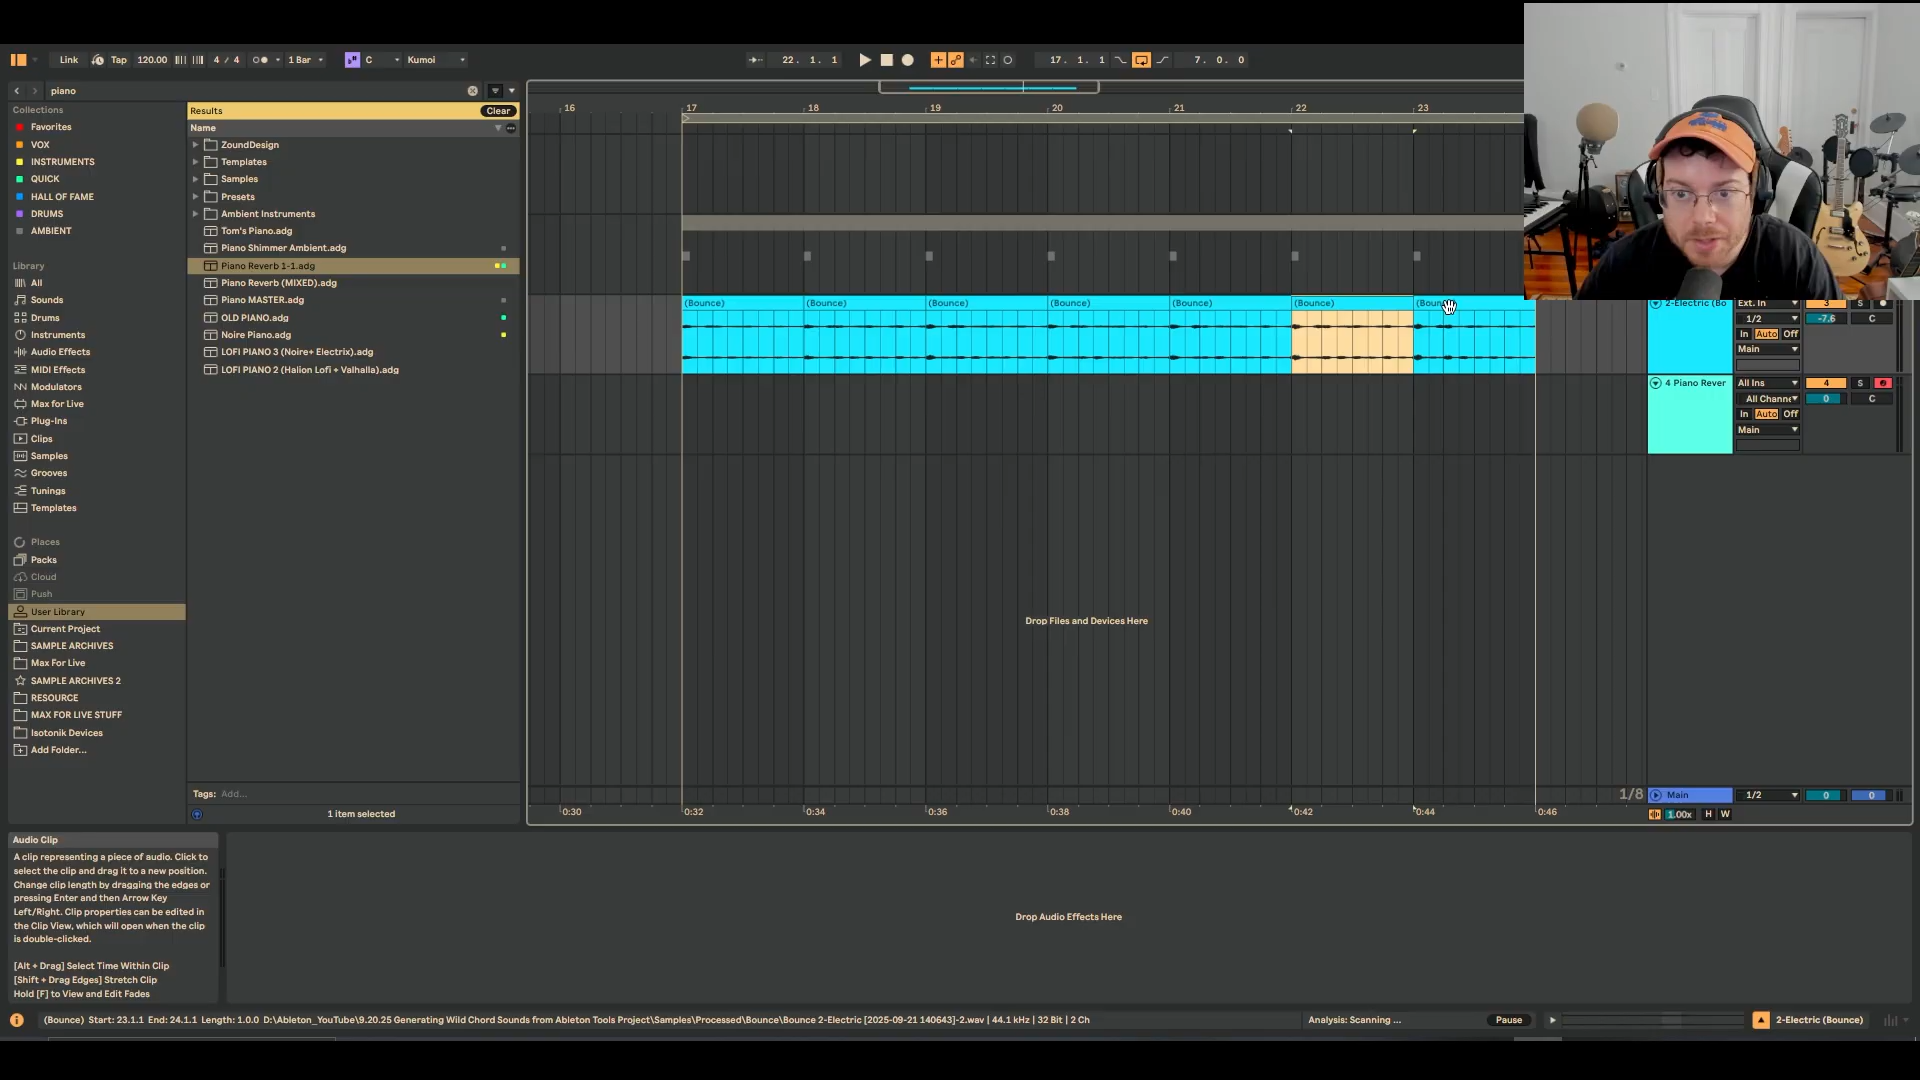 Link Tap 120.00 4 / 4 1 Bar C Kumoi 22. 1. 1 17. 1. 1 7. 0. 0
piano
Collections
Favorites
VOX
INSTRUMENTS
QUICK
HALL OF FAME
DRUMS
AMBIENT
Library
All
Sounds
Drums
Instruments
Audio Effects
MIDI Effects
Modulators
Max for Live
Plug-Ins
Clips
Samples
Grooves
Tunings
Templates
Places
Packs
Cloud
Push
User Library
Current Project
SAMPLE ARCHIVES
Max For Live
SAMPLE ARCHIVES 2
RESOURCE
MAX FOR LIVE STUFF
Isotonik Devices
Add Folder...
Results Clear
Name
ZoundDesign
Templates
Samples
Presets
Ambient Instruments
Tom's Piano.adg
Piano Shimmer Ambient.adg
Piano Reverb 1-1.adg
Piano Reverb (MIXED).adg
Piano MASTER.adg
OLD PIANO.adg
Noire Piano.adg
LOFI PIANO 3 (Noire+ Electrix).adg
LOFI PIANO 2 (Halion Lofi + Valhalla).adg
Tags: Add...
1 item selected
16 17 18 19 20 21 22 23
(Bounce) (Bounce) (Bounce) (Bounce) (Bounce) (Bounce)
2-Electric (Bo Ext. In 3 S
1/2 -7.6 C
In Auto Off
Main
4 Piano Rever All Ins 4 S
All Channe 0 C
In Auto Off
Main
Drop Files and Devices Here
1/8 Main 1/2 0 0
0:30 0:32 0:34 0:36 0:38 0:40 0:42 0:44 0:46
1.00x H W
Audio Clip
A clip representing a piece of audio. Click to
select the clip and drag it to a new position.
Change clip length by dragging the edges or
pressing Enter and then Arrow Key
Left/Right. Clip properties can be edited in
the Clip View, which will open when the clip
is double-clicked.
[Alt + Drag] Select Time Within Clip
[Shift + Drag Edges] Stretch Clip
Hold [F] to View and Edit Fades
Drop Audio Effects Here
(Bounce) Start: 23.1.1 End: 24.1.1 Length: 1.0.0 D:\Ableton_YouTube\9.20.25 Generating Wild Chord Sounds from Ableton Tools Project\Samples\Processed\Bounce\Bounce 2-Electric [2025-09-21 140643]-2.wav | 44.1 kHz | 32 Bit | 2 Ch
Analysis: Scanning ... Pause 2-Electric (Bounce)